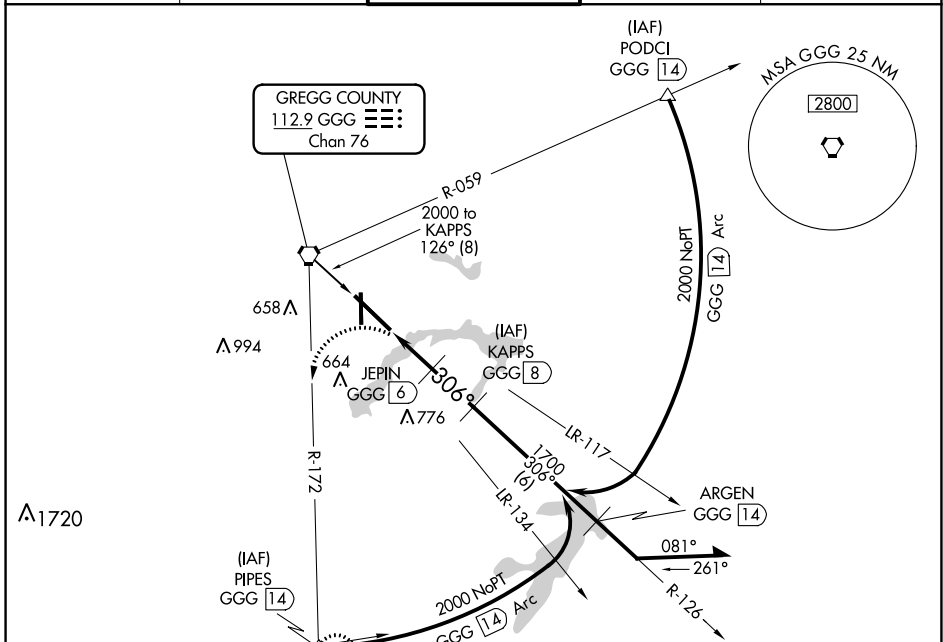 (IAF)
PODCI
GGG 14
MSA GGG 25 NM
2800
GREGG COUNTY
112.9 GGG
Chan 76
R-059
2000 to
KAPPS
126° (8)
2000 NoPT
GGG 14 Arc
658
994
664
JEPIN
GGG 6
306°
(IAF)
KAPPS
GGG 8
776
LR-117
R-172
1700
306°
(6)
LR-134
ARGEN
GGG 14
1720
081°
261°
(IAF)
PIPES
GGG 14
2000 NoPT
GGG 14 Arc
R-126